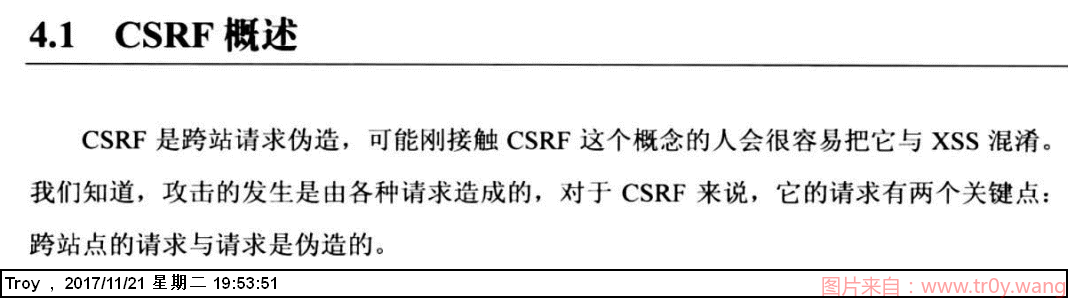 4.1 CSRF 概述
CSRF 是跨站请求伪造，可能刚接触 CSRF 这个概念的人会很容易把它与 XSS 混淆。
我们知道，攻击的发生是由各种请求造成的，对于 CSRF 来说，它的请求有两个关键点：
跨站点的请求与请求是伪造的。
Troy , 2017/11/21 星期二 19:53:51
图片来自：www.tr0y.wang